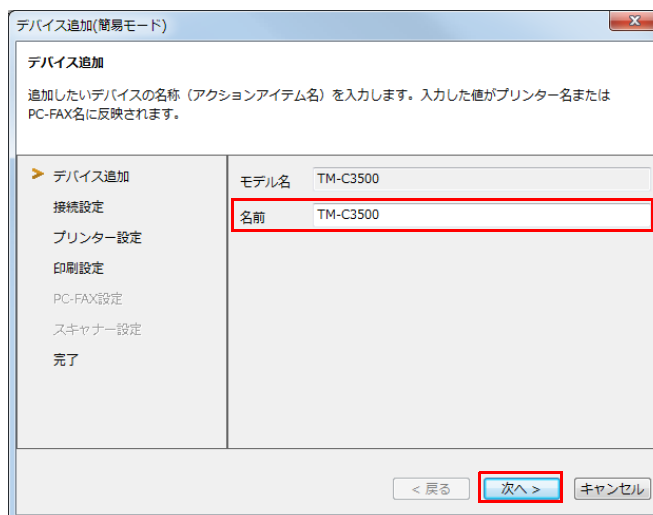 デバイス追加(簡易モード)
デバイス追加
追加したいデバイスの名称（アクションアイテム名）を入力します。入力した値がプリンター名または
PC-FAX名に反映されます。
デバイス追加
接続設定
プリンター設定
印刷設定
PC-FAX設定
スキャナー設定
完了
モデル名 TM-C3500
名前 TM-C3500
< 戻る 次へ > キャンセル